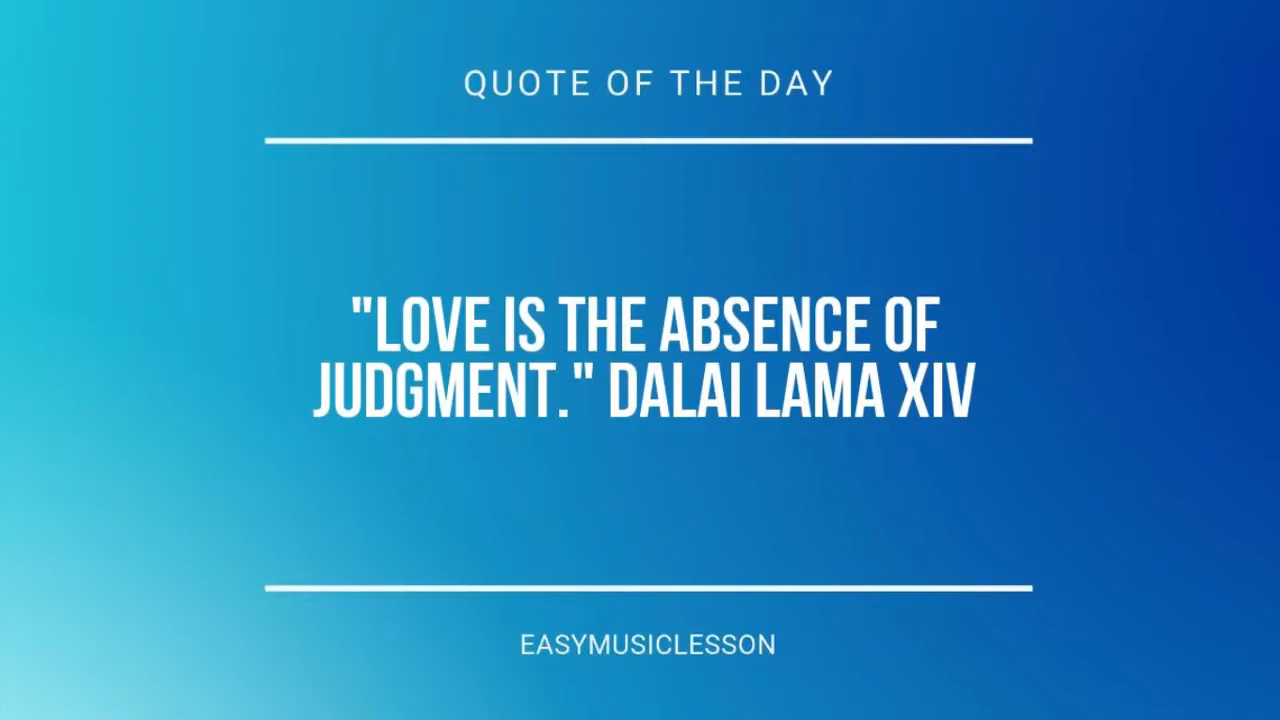 QUOTE OF THE DAY
"LOVE IS THE ABSENCE OF
JUDGMENT." DALAI LAMA XIV
EASYMUSICLESSON